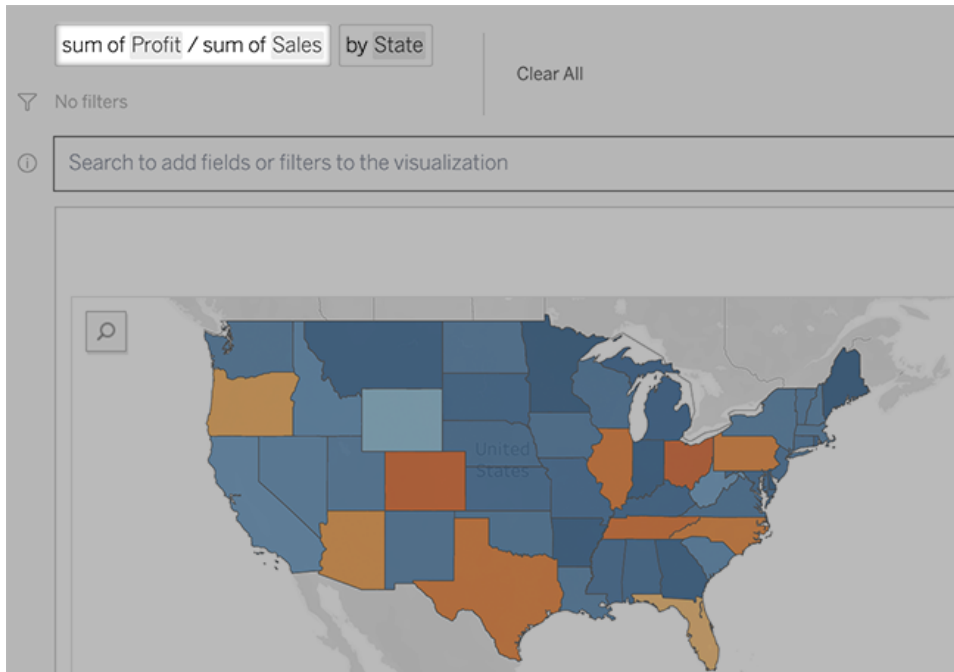 sum of Profit / sum of Sales
by State
Clear All
No filters
Search to add fields or filters to the visualization
United
States